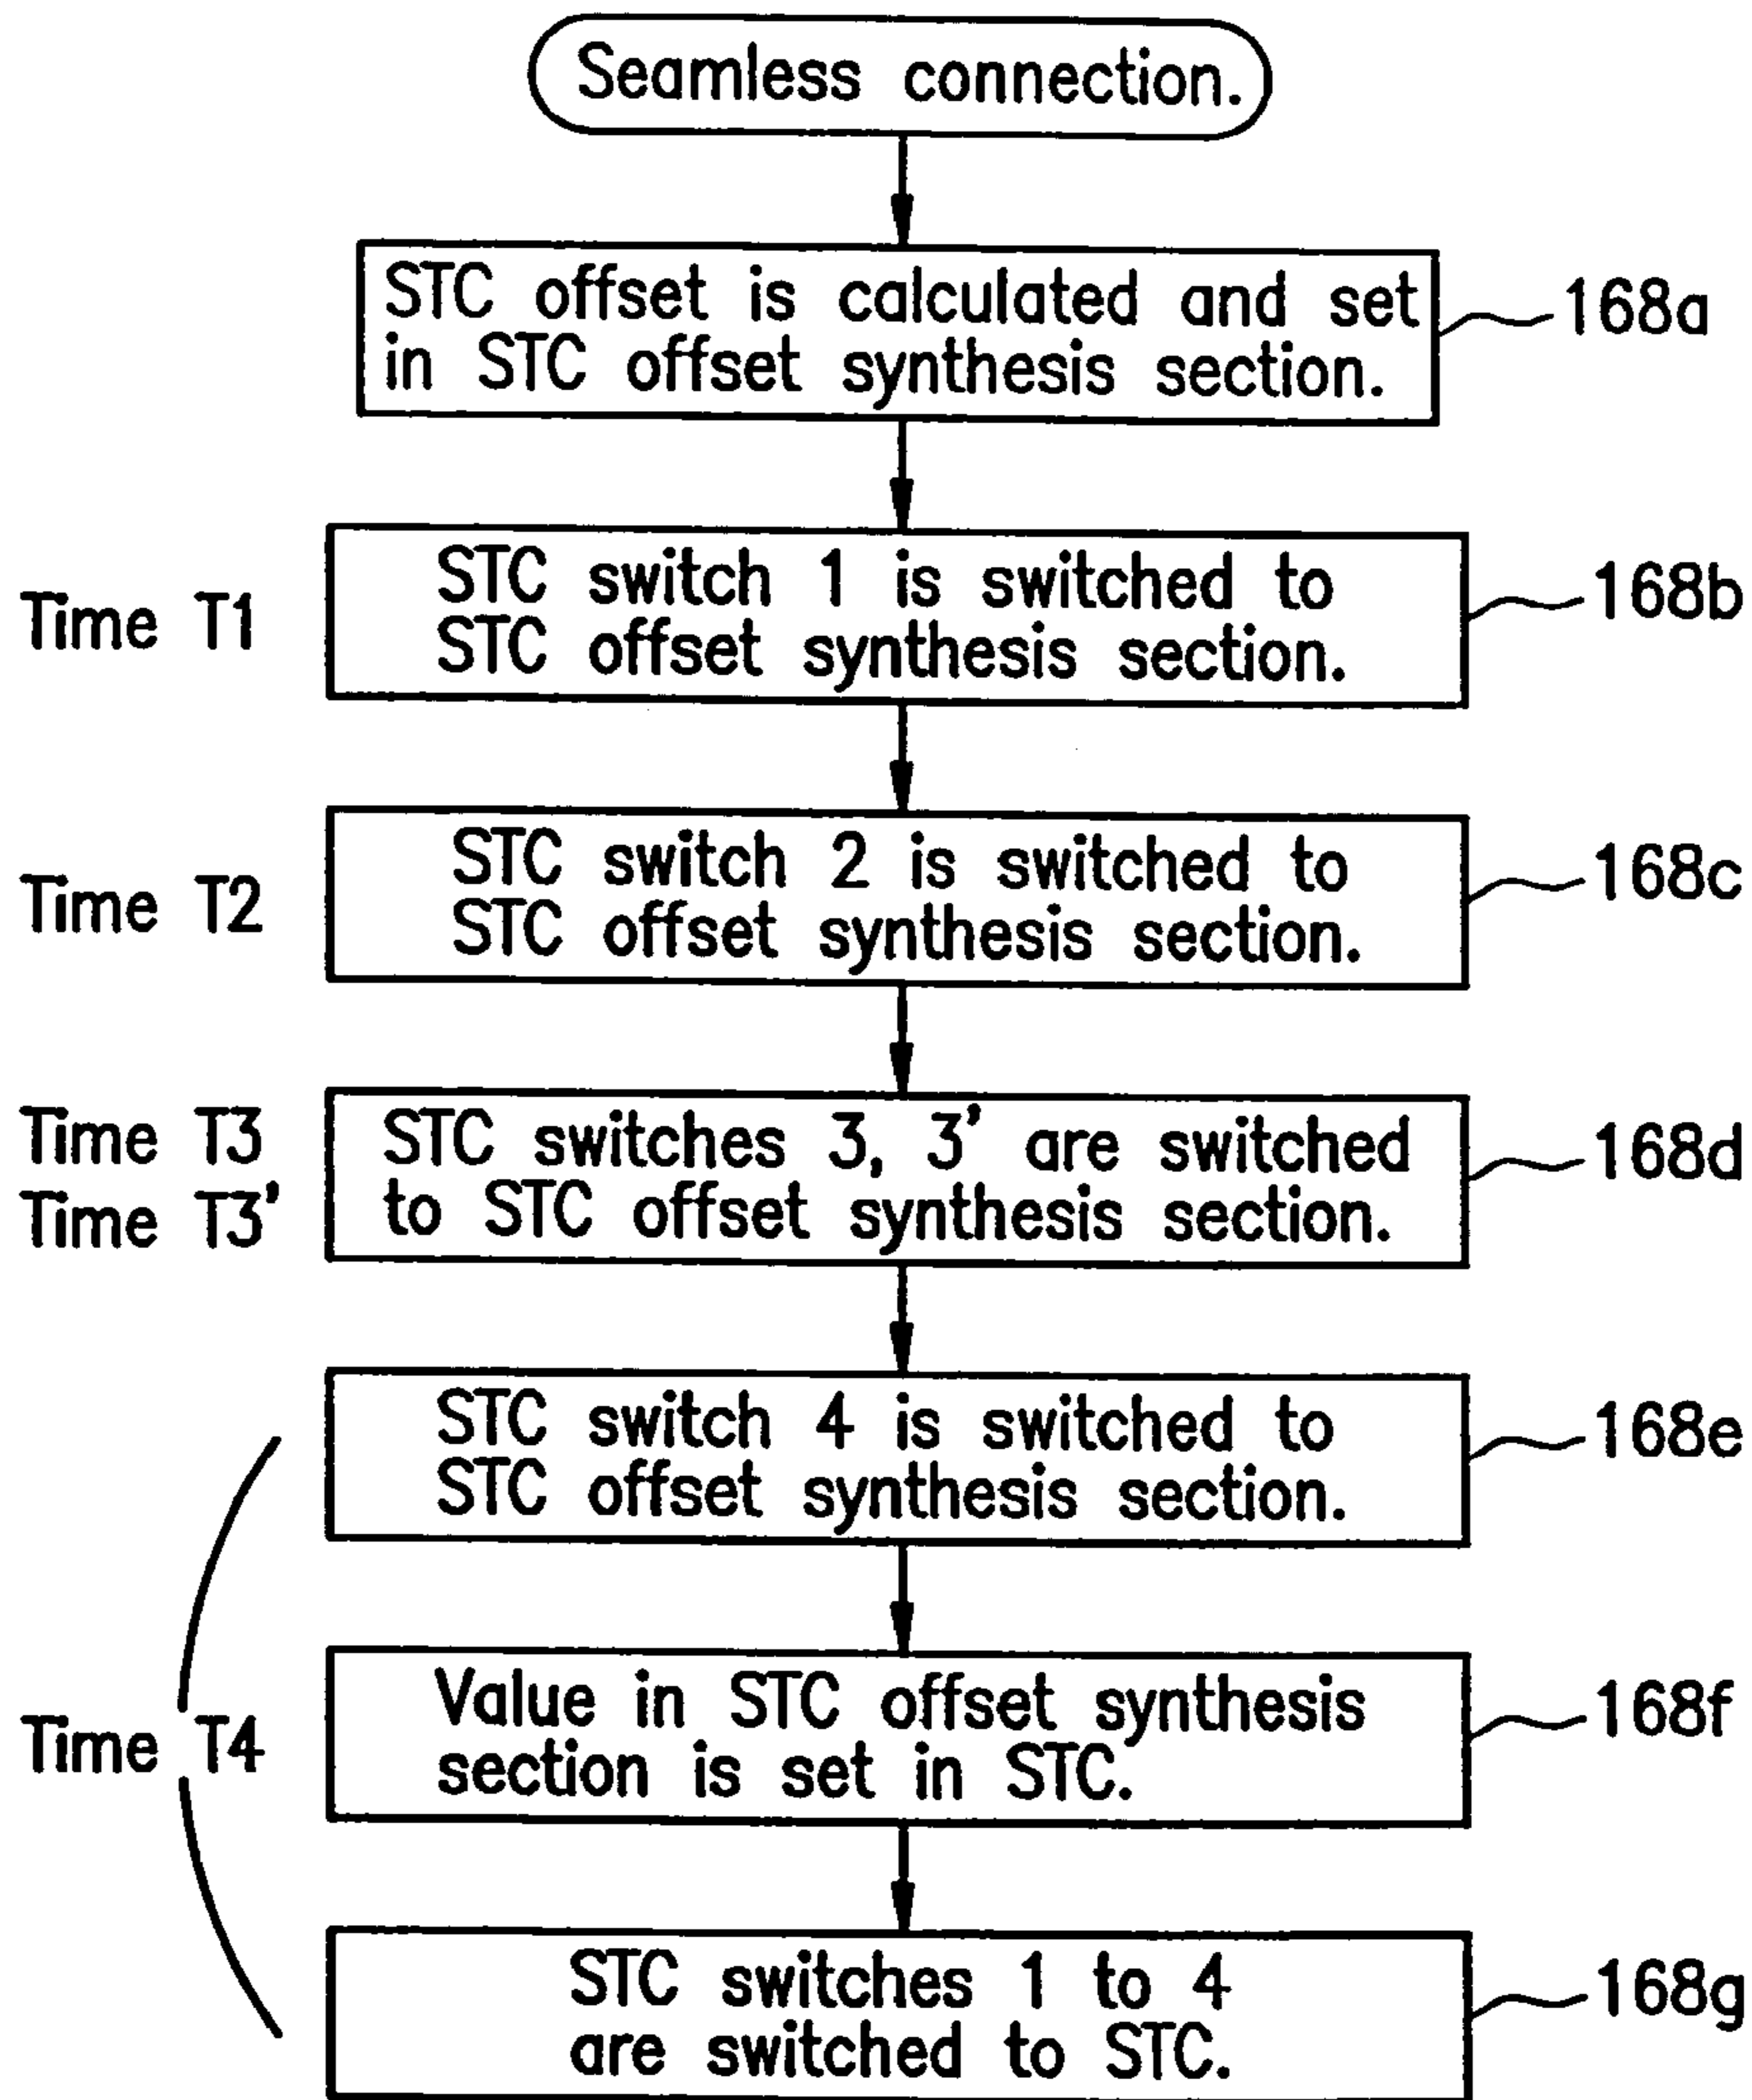 Seamless connection.
STC offset is calculated and set
in STC offset synthesis section.
168a
Time T1
STC switch 1 is switched to
STC offset synthesis section.
168b
Time T2
STC switch 2 is switched to
STC offset synthesis section.
168c
Time T3
Time T3'
STC switches 3, 3' are switched
to STC offset synthesis section.
168d
STC switch 4 is switched to
STC offset synthesis section.
168e
Time T4
Value in STC offset synthesis
section is set in STC.
168f
STC switches 1 to 4
are switched to STC.
168g